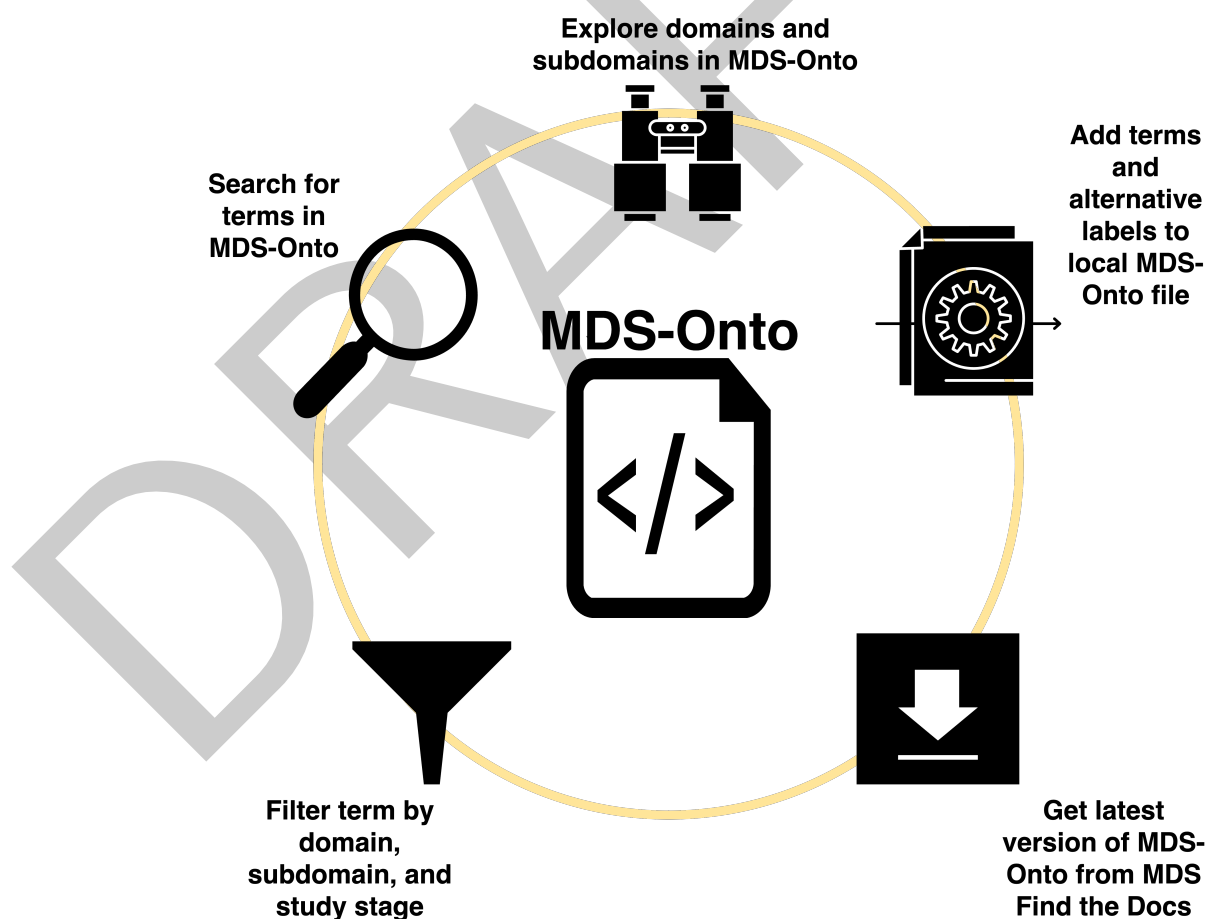 Explore domains and
subdomains in MDS-Onto
Add terms
and
alternative
labels to
local MDS-
Onto file
Search for
terms in
MDS-Onto
MDS-Onto
</>
Filter term by
domain,
subdomain, and
study stage
Get latest
version of MDS-
Onto from MDS
Find the Docs
DRAF